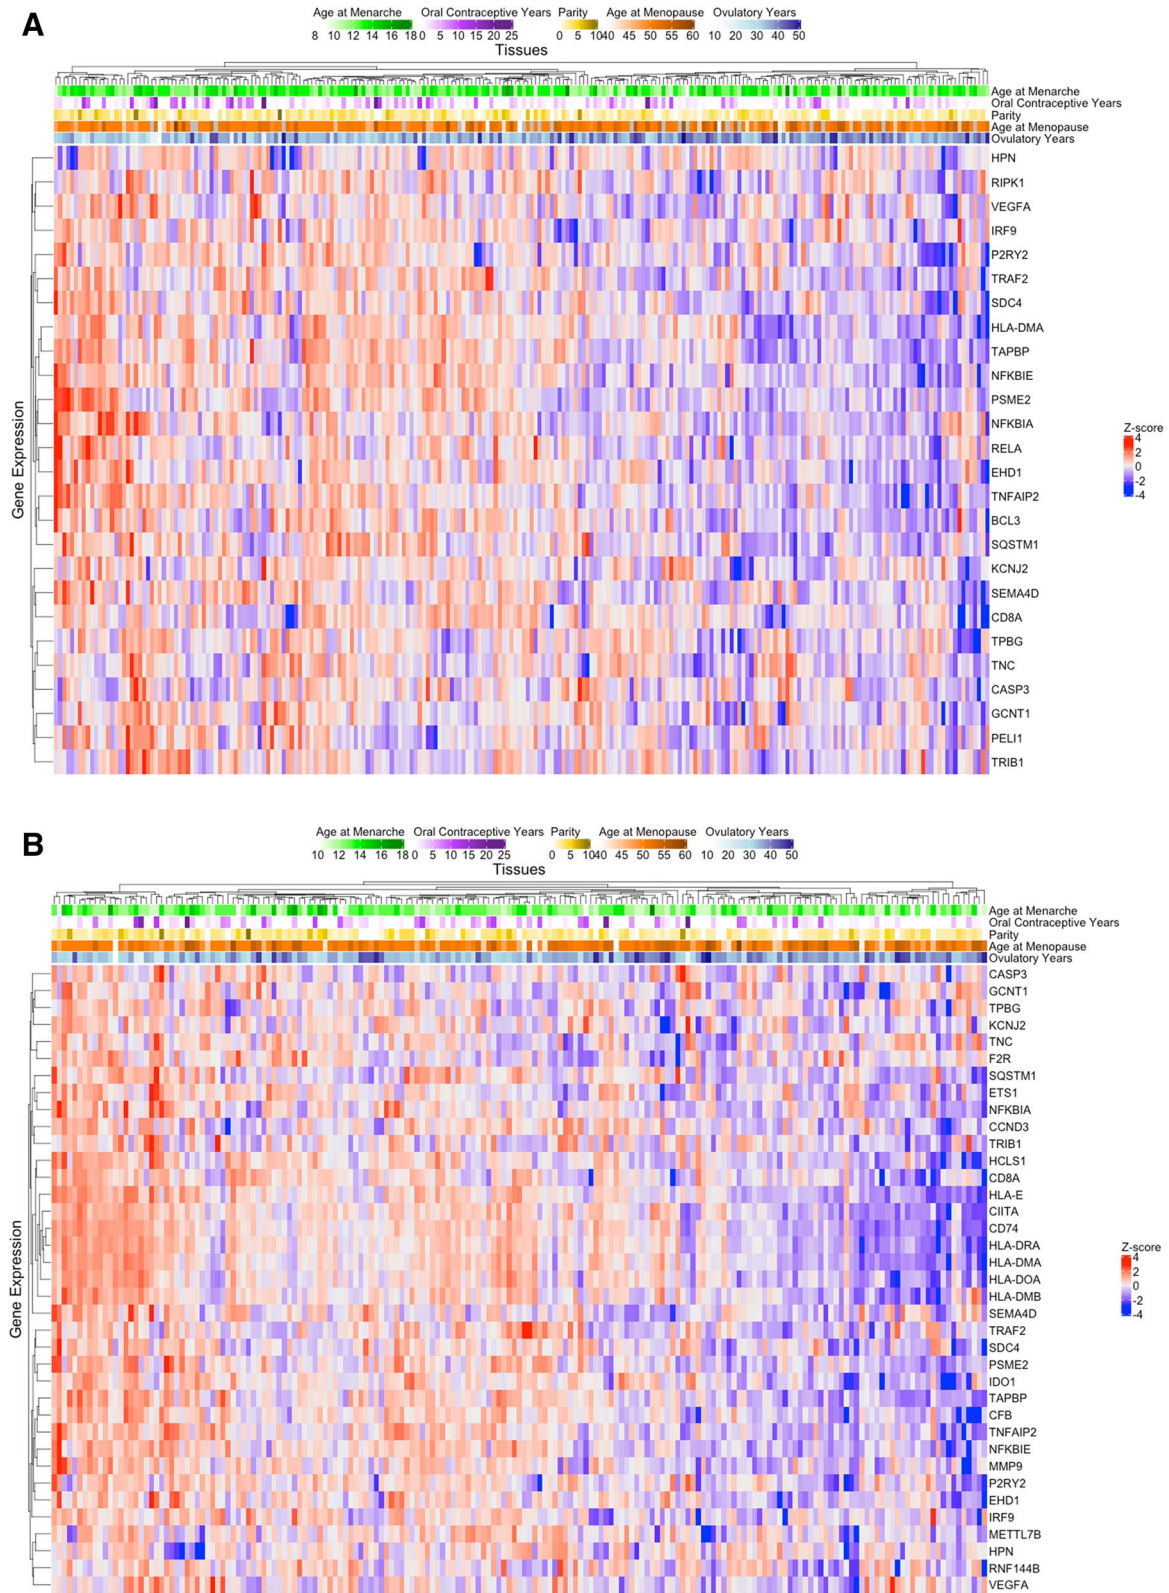 A
Age at Menarche Oral Contraceptive Years Parity Age at Menopause Ovulatory Years
8 10 12 14 16 18 0 5 10 15 20 25 0 5 10 40 45 50 55 60 10 20 30 40 50
Tissues
Age at Menarche
Oral Contraceptive Years
Parity
Age at Menopause
Ovulatory Years
HPN
RIPK1
VEGFA
IRF9
P2RY2
TRAF2
SDC4
HLA-DMA
TAPBP
NFKBIE
PSME2
NFKBIA
RELA
EHD1
TNFAIP2
BCL3
SQSTM1
KCNJ2
SEMA4D
CD8A
TPBG
TNC
CASP3
GCNT1
PELI1
TRIB1
Gene Expression
Z-score
4
2
0
-2
-4
B
Age at Menarche Oral Contraceptive Years Parity Age at Menopause Ovulatory Years
10 12 14 16 18 0 5 10 15 20 25 0 5 10 40 45 50 55 60 10 20 30 40 50
Tissues
Age at Menarche
Oral Contraceptive Years
Parity
Age at Menopause
Ovulatory Years
CASP3
GCNT1
TPBG
KCNJ2
TNC
F2R
SQSTM1
ETS1
NFKBIA
CCND3
TRIB1
HCLS1
CD8A
HLA-E
CIITA
CD74
HLA-DRA
HLA-DMA
HLA-DOA
HLA-DMB
SEMA4D
TRAF2
SDC4
PSME2
IDO1
TAPBP
CFB
TNFAIP2
NFKBIE
MMP9
P2RY2
EHD1
IRF9
METTL7B
HPN
RNF144B
VEGFA
Gene Expression
Z-score
4
2
0
-2
-4